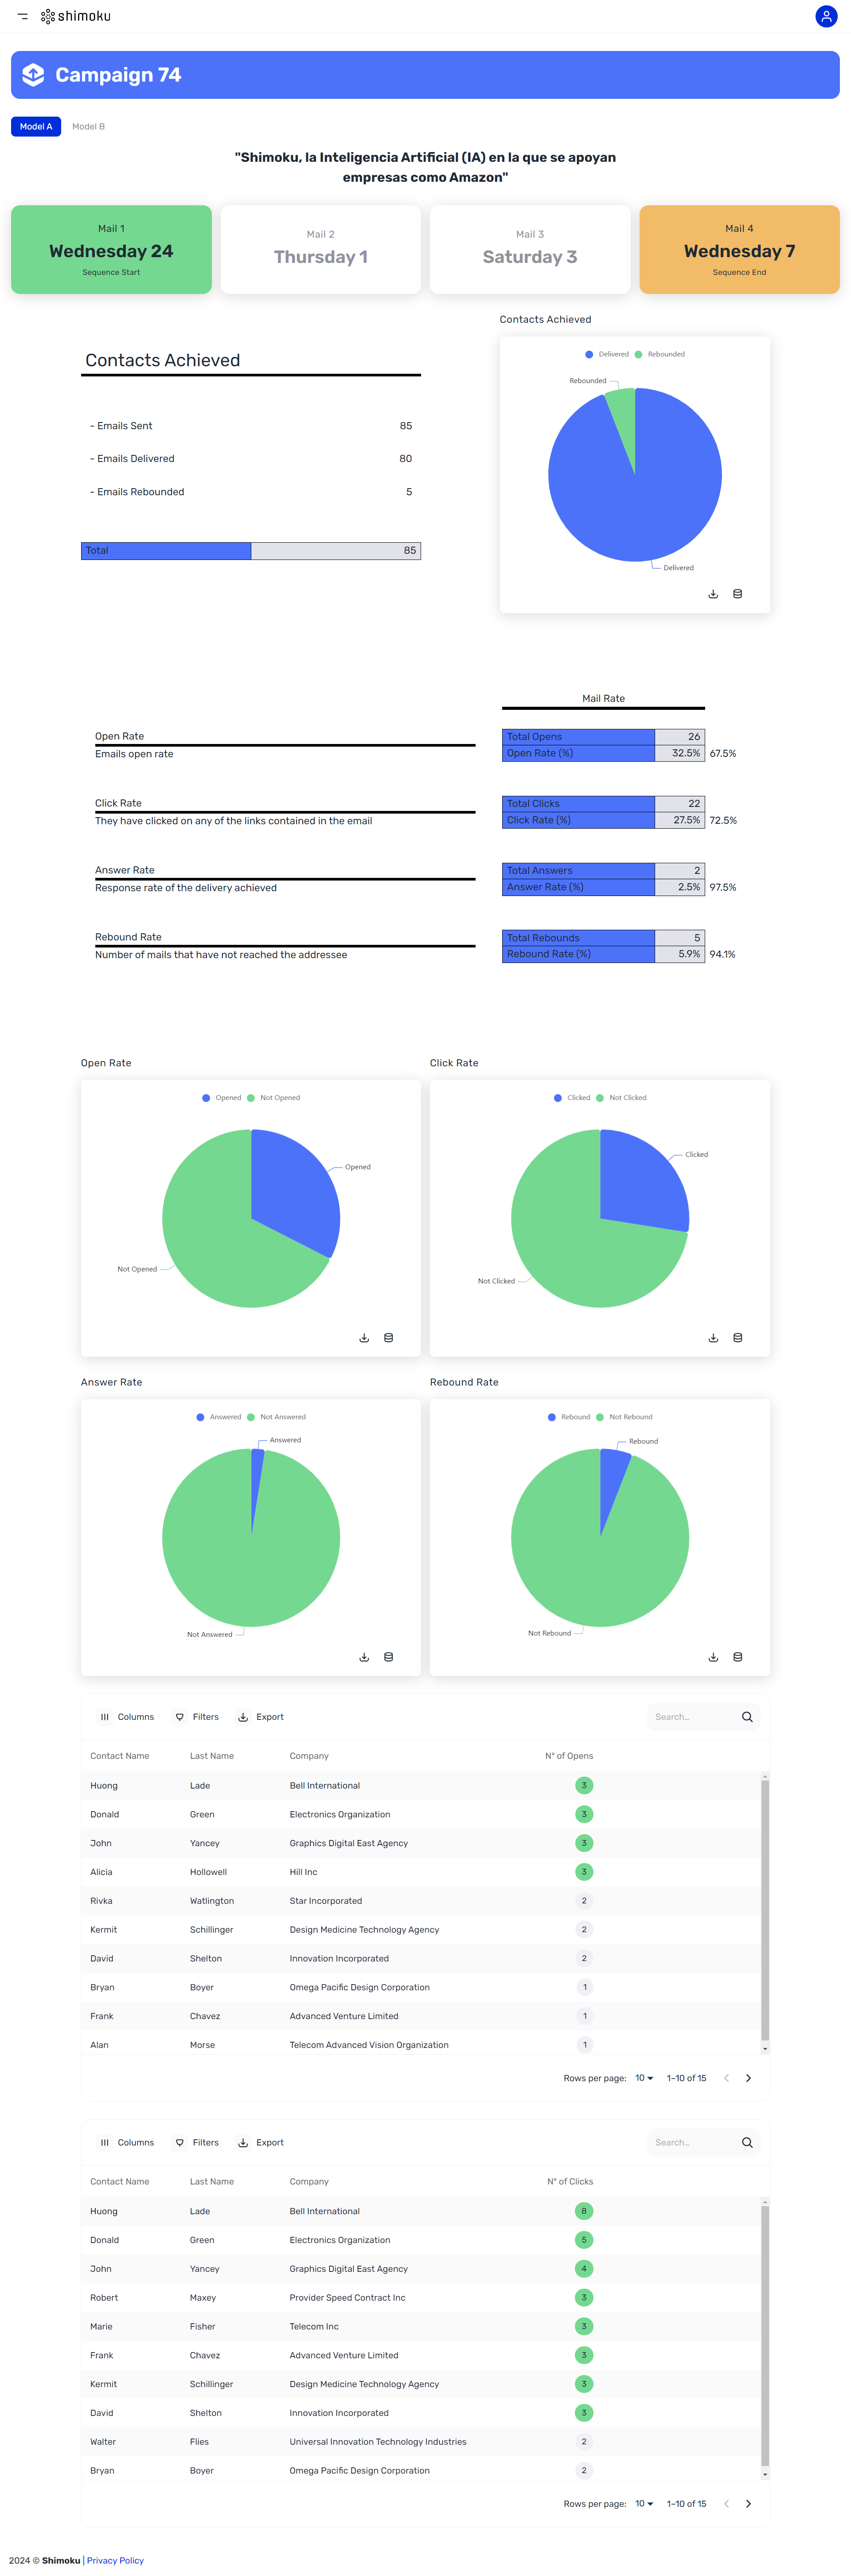 shimoku
Campaign 74
Model A Model B
"Shimoku, la Inteligencia Artificial (IA) en la que se apoyan
empresas como Amazon"
Mail 1
Wednesday 24
Sequence Start
Mail 2
Thursday 1
Mail 3
Saturday 3
Mail 4
Wednesday 7
Sequence End
Contacts Achieved
- Emails Sent 85
- Emails Delivered 80
- Emails Rebounded 5
Total 85
Contacts Achieved
Delivered Rebounded
Rebounded
Delivered
Mail Rate
Open Rate
Emails open rate
Total Opens 26
Open Rate (%) 32.5% 67.5%
Click Rate
They have clicked on any of the links contained in the email
Total Clicks 22
Click Rate (%) 27.5% 72.5%
Answer Rate
Response rate of the delivery achieved
Total Answers 2
Answer Rate (%) 2.5% 97.5%
Rebound Rate
Number of mails that have not reached the addressee
Total Rebounds 5
Rebound Rate (%) 5.9% 94.1%
Open Rate
Opened Not Opened
Opened
Not Opened
Click Rate
Clicked Not Clicked
Clicked
Not Clicked
Answer Rate
Answered Not Answered
Answered
Not Answered
Rebound Rate
Rebound Not Rebound
Rebound
Not Rebound
Columns Filters Export Search...
Contact Name Last Name Company N° of Opens
Huong Lade Bell International 3
Donald Green Electronics Organization 3
John Yancey Graphics Digital East Agency 3
Alicia Hollowell Hill Inc 3
Rivka Watlington Star Incorporated 2
Kermit Schillinger Design Medicine Technology Agency 2
David Shelton Innovation Incorporated 2
Bryan Boyer Omega Pacific Design Corporation 1
Frank Chavez Advanced Venture Limited 1
Alan Morse Telecom Advanced Vision Organization 1
Rows per page: 10 1–10 of 15
Columns Filters Export Search...
Contact Name Last Name Company N° of Clicks
Huong Lade Bell International 8
Donald Green Electronics Organization 5
John Yancey Graphics Digital East Agency 4
Robert Maxey Provider Speed Contract Inc 3
Marie Fisher Telecom Inc 3
Frank Chavez Advanced Venture Limited 3
Kermit Schillinger Design Medicine Technology Agency 3
David Shelton Innovation Incorporated 3
Walter Flies Universal Innovation Technology Industries 2
Bryan Boyer Omega Pacific Design Corporation 2
Rows per page: 10 1–10 of 15
2024 © Shimoku | Privacy Policy